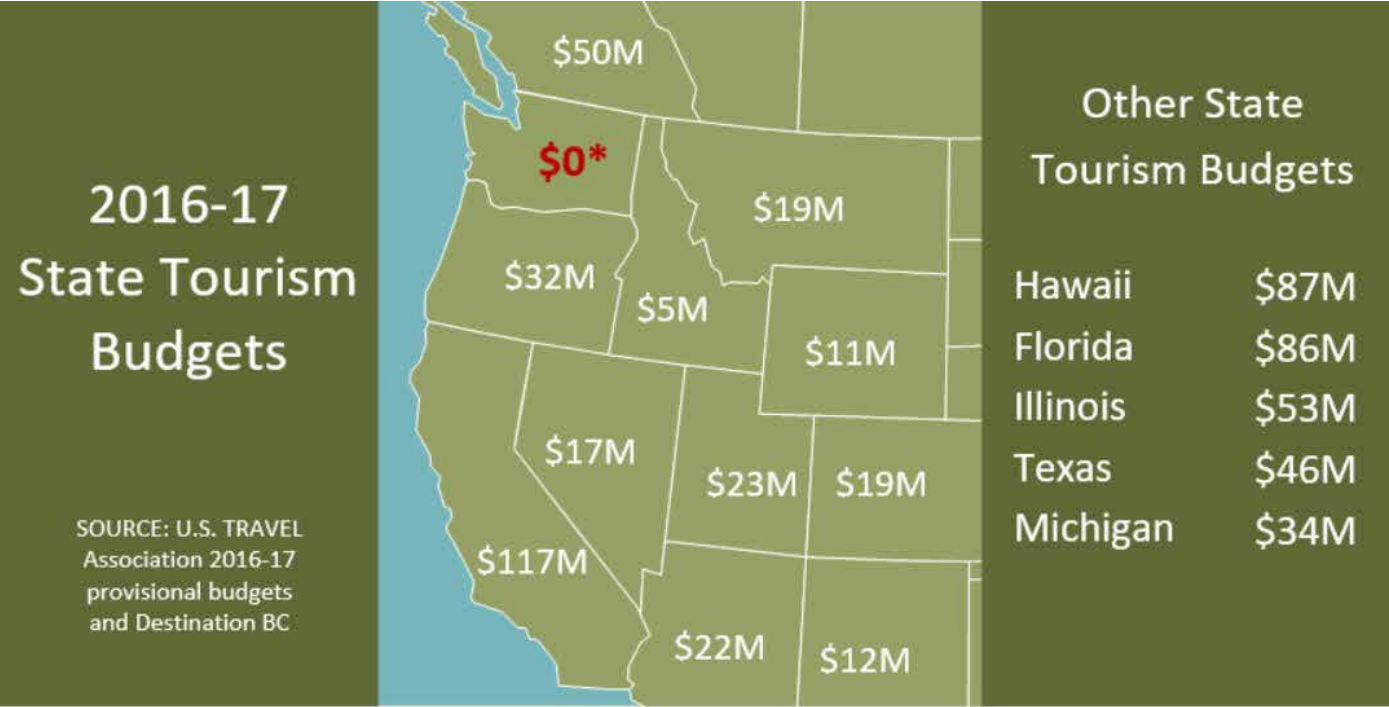 2016-17
State Tourism
Budgets
SOURCE: U.S. TRAVEL
Association 2016-17
provisional budgets
and Destination BC
$50M
$0*
$19M
$32M
$5M
$11M
$17M
$23M
$19M
$117M
$22M
$12M
Other State
Tourism Budgets
Hawaii $87M
Florida $86M
Illinois $53M
Texas $46M
Michigan $34M